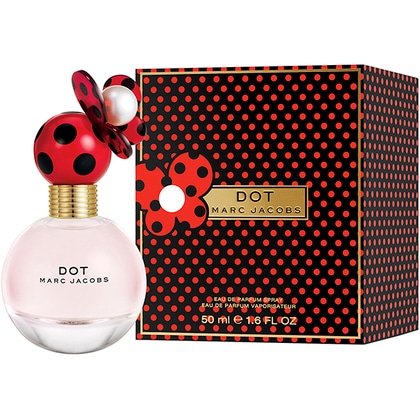 DOT
MARC JACOBS
DOT
MARC JACOBS
EAU DE PARFUM SPRAY
EAU DE PARFUM VAPORISATEUR
50 ml ℮ 1.6 FL OZ